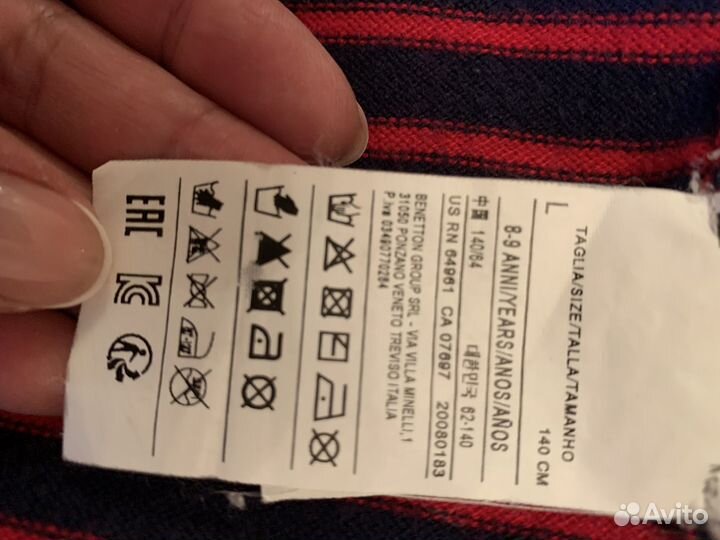 TAGLIA/SIZE/TALLA/TAMANHO
L 140 CM
8-9 ANNI/YEARS/ANOS/AÑOS
中国 140/64 대한민국 62-140
US RN 64961 CA 07697 20080183
BENETTON GROUP SRL - VIA VILLA MINELLI,1
31050 PONZANO VENETO TREVISO ITALIA
P.iva 03490770264
EAC
KC
Avito